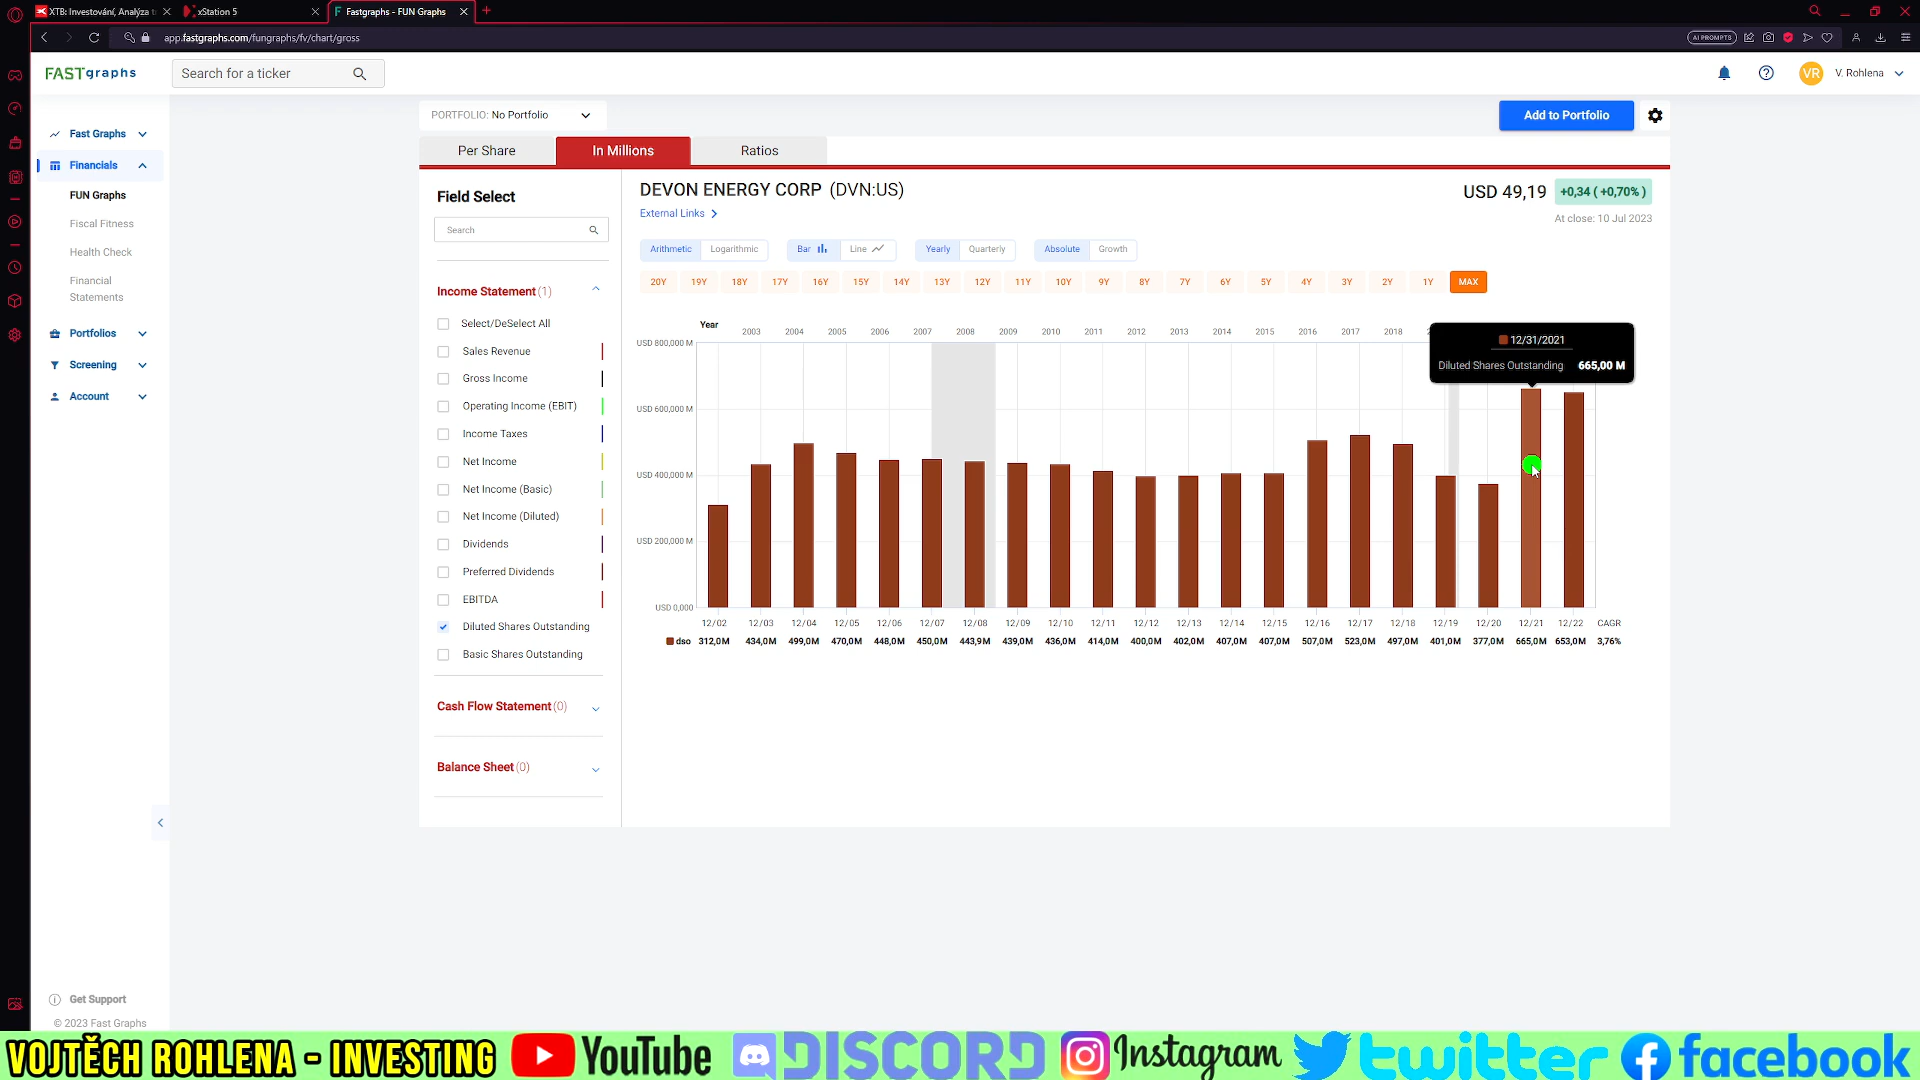 XTB: Investování, Analýza t
xStation 5
Fastgraphs - FUN Graphs
app.fastgraphs.com/fungraphs/fv/chart/gross
AI PROMPTS
FAST graphs
Search for a ticker
VR
V. Rohlena
PORTFOLIO: No Portfolio
Add to Portfolio
Fast Graphs
Financials
FUN Graphs
Fiscal Fitness
Health Check
Financial
Statements
Portfolios
Screening
Account
Get Support
© 2023 Fast Graphs
Per Share
In Millions
Ratios
Field Select
Search
Income Statement (1)
Select/DeSelect All
Sales Revenue
Gross Income
Operating Income (EBIT)
Income Taxes
Net Income
Net Income (Basic)
Net Income (Diluted)
Dividends
Preferred Dividends
EBITDA
Diluted Shares Outstanding
Basic Shares Outstanding
Cash Flow Statement (0)
Balance Sheet (0)
DEVON ENERGY CORP (DVN:US)
External Links
USD 49,19
+0,34 ( +0,70% )
At close: 10 Jul 2023
Arithmetic Logarithmic Bar Line Yearly Quarterly Absolute Growth
20Y 19Y 18Y 17Y 16Y 15Y 14Y 13Y 12Y 11Y 10Y 9Y 8Y 7Y 6Y 5Y 4Y 3Y 2Y 1Y MAX
Year 2003 2004 2005 2006 2007 2008 2009 2010 2011 2012 2013 2014 2015 2016 2017 2018
12/31/2021
Diluted Shares Outstanding 665,00 M
USD 800,000 M
USD 600,000 M
USD 400,000 M
USD 200,000 M
USD 0,000
12/02 12/03 12/04 12/05 12/06 12/07 12/08 12/09 12/10 12/11 12/12 12/13 12/14 12/15 12/16 12/17 12/18 12/19 12/20 12/21 12/22 CAGR
dso 312,0M 434,0M 499,0M 470,0M 448,0M 450,0M 443,9M 439,0M 436,0M 414,0M 400,0M 402,0M 407,0M 407,0M 507,0M 523,0M 497,0M 401,0M 377,0M 665,0M 653,0M 3,76%
VOJTĚCH ROHLENA - INVESTING YouTube DISCORD Instagram twitter facebook